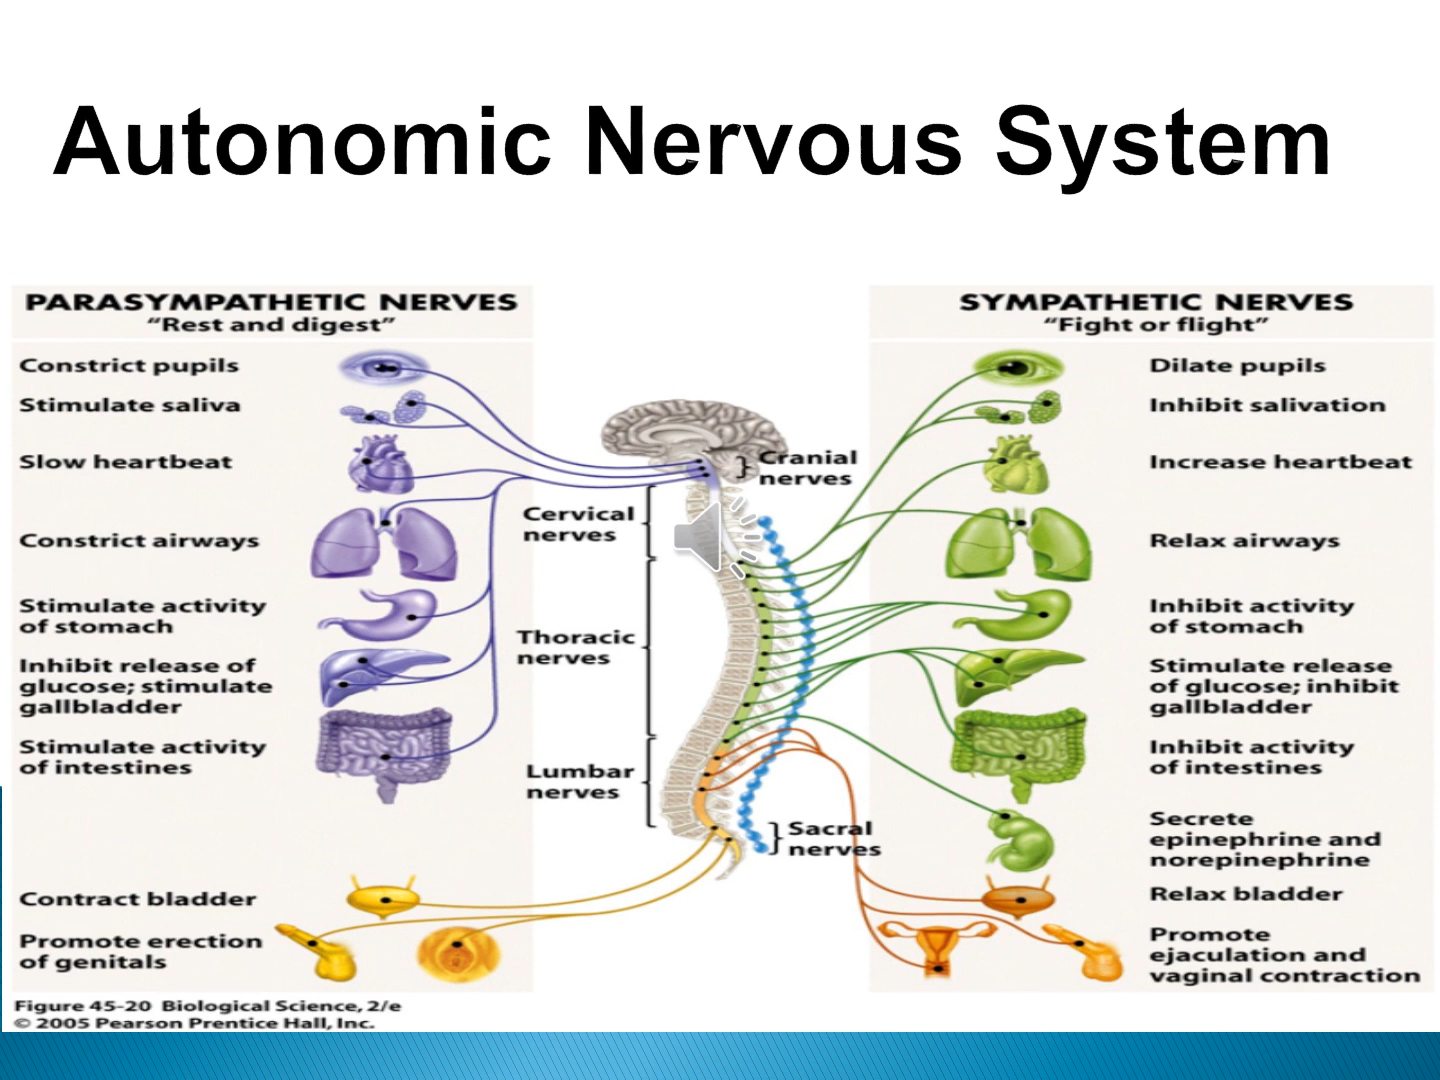 Autonomic Nervous System
PARASYMPATHETIC NERVES
“Rest and digest”
Constrict pupils
Stimulate saliva
Slow heartbeat
Constrict airways
Stimulate activity
of stomach
Inhibit release of
glucose; stimulate
gallbladder
Stimulate activity
of intestines
Contract bladder
Promote erection
of genitals
Cranial
nerves
Cervical
nerves
Thoracic
nerves
Lumbar
nerves
Sacral
nerves
SYMPATHETIC NERVES
“Fight or flight”
Dilate pupils
Inhibit salivation
Increase heartbeat
Relax airways
Inhibit activity
of stomach
Stimulate release
of glucose; inhibit
gallbladder
Inhibit activity
of intestines
Secrete
epinephrine and
norepinephrine
Relax bladder
Promote
ejaculation and
vaginal contraction
Figure 45-20 Biological Science, 2/e
© 2005 Pearson Prentice Hall, Inc.